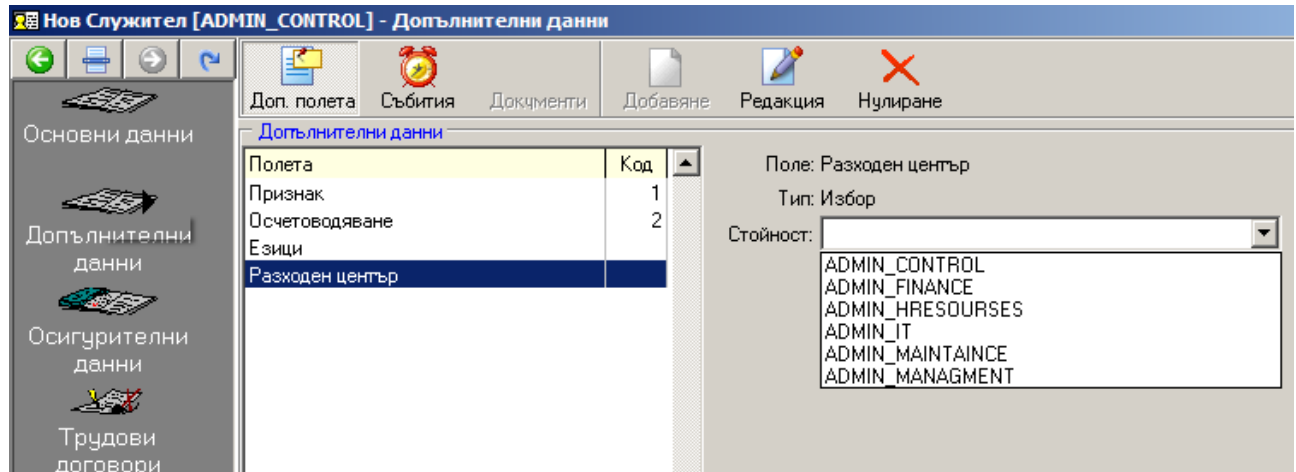 Нов Служител [ADMIN_CONTROL] - Допълнителни данни
Доп. полета Събития Документи Добавяне Редакция Нулиране
Основни данни
Допълнителни
данни
Осигурителни
данни
Трудови
договори
Допълнителни данни
Полета Код
Признак 1
Осчетоводяване 2
Езици
Разходен център
Поле: Разходен център
Тип: Избор
Стойност:
ADMIN_CONTROL
ADMIN_FINANCE
ADMIN_HRESOURSES
ADMIN_IT
ADMIN_MAINTAINCE
ADMIN_MANAGMENT